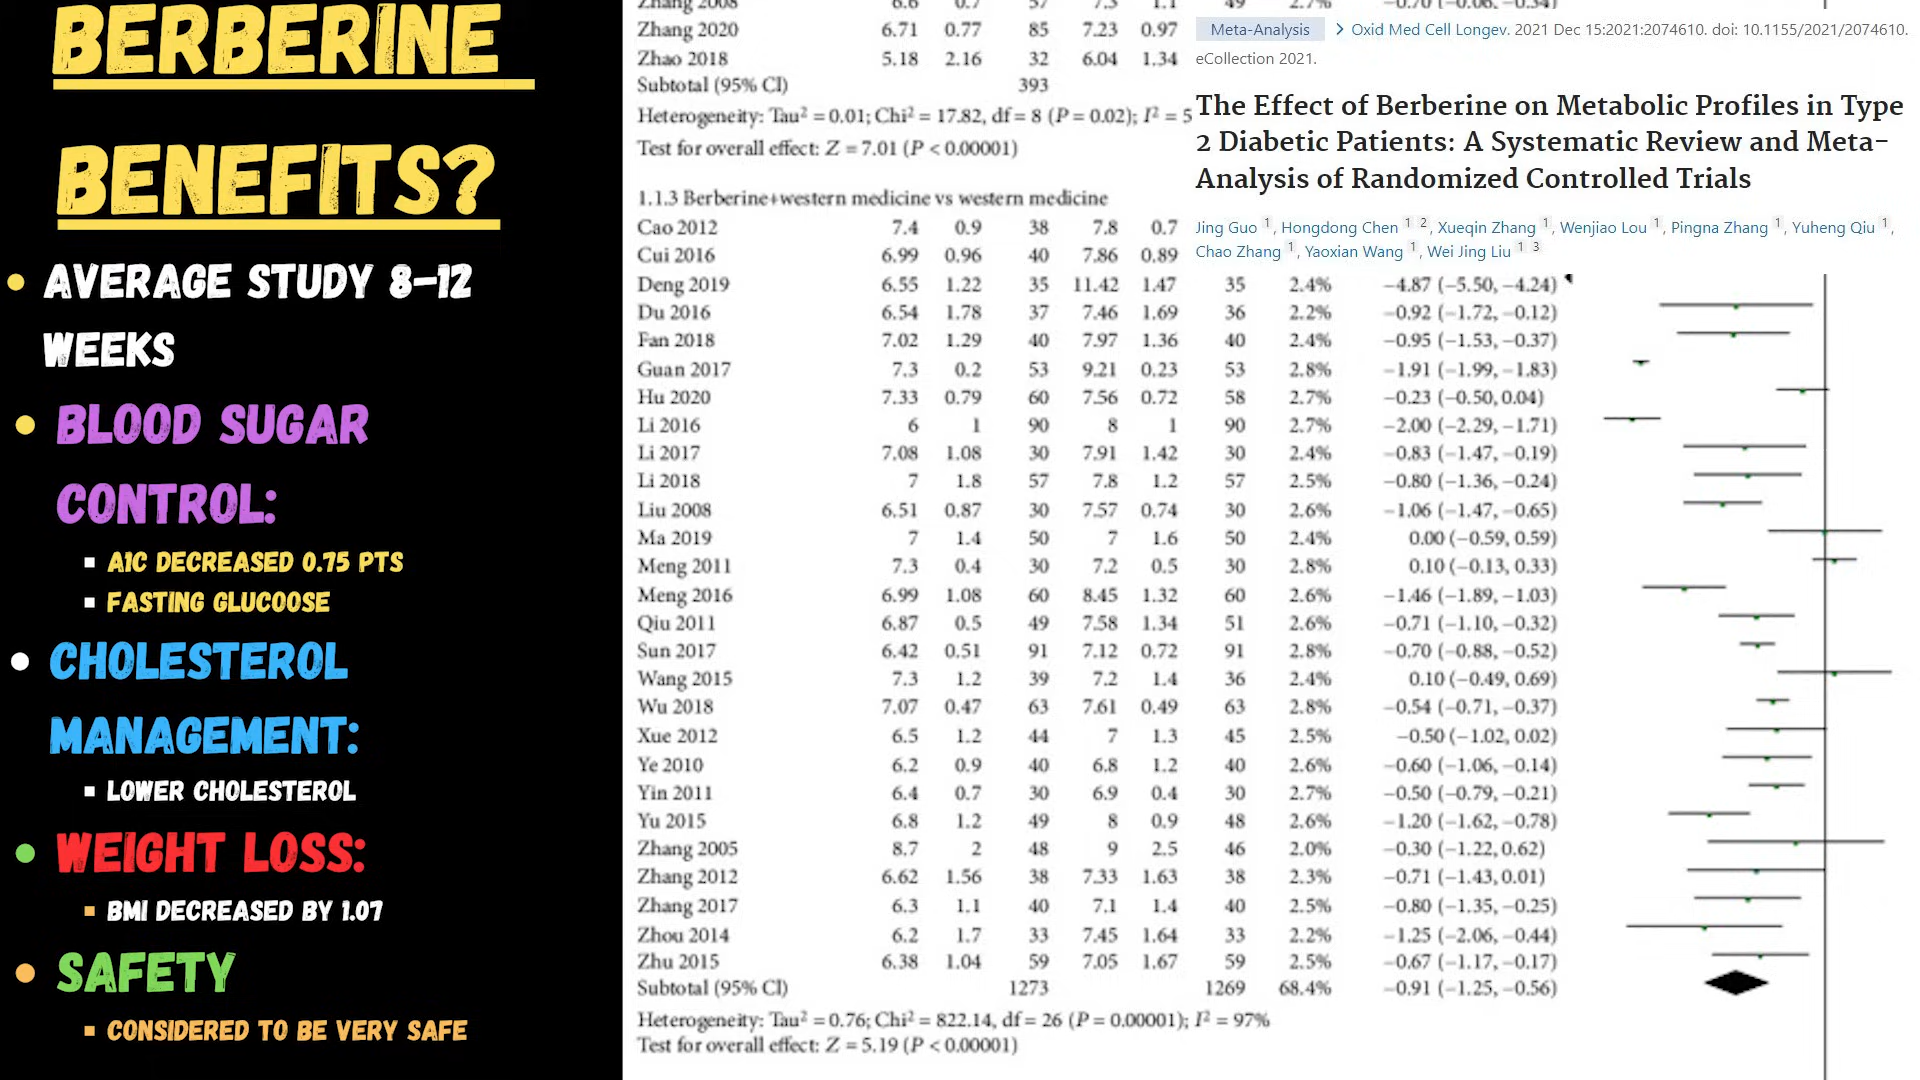 BERBERINE
BENEFITS?
AVERAGE STUDY 8-12
WEEKS
BLOOD SUGAR
CONTROL:
A1C DECREASED 0.75 PTS
FASTING GLUCOOSE
CHOLESTEROL
MANAGEMENT:
LOWER CHOLESTEROL
WEIGHT LOSS:
BMI DECREASED BY 1.07
SAFETY
CONSIDERED TO BE VERY SAFE
Zhang 2008 6.6 0.7 57 7.3 1.1 49 2.7% −0.70 (−0.06, −0.34)
Zhang 2020 6.71 0.77 85 7.23 0.97
Zhao 2018 5.18 2.16 32 6.04 1.34
Subtotal (95% CI) 393
Heterogeneity: Tau² = 0.01; Chi² = 17.82, df = 8 (P = 0.02); I² = 5
Test for overall effect: Z = 7.01 (P < 0.00001)
Meta-Analysis > Oxid Med Cell Longev. 2021 Dec 15:2021:2074610. doi: 10.1155/2021/2074610.
eCollection 2021.
The Effect of Berberine on Metabolic Profiles in Type
2 Diabetic Patients: A Systematic Review and Meta-
Analysis of Randomized Controlled Trials
Jing Guo 1, Hongdong Chen 1 2, Xueqin Zhang 1, Wenjiao Lou 1, Pingna Zhang 1, Yuheng Qiu 1,
Chao Zhang 1, Yaoxian Wang 1, Wei Jing Liu 1 3
1.1.3 Berberine+western medicine vs western medicine
Cao 2012 7.4 0.9 38 7.8 0.7
Cui 2016 6.99 0.96 40 7.86 0.89
Deng 2019 6.55 1.22 35 11.42 1.47 35 2.4% −4.87 (−5.50, −4.24)
Du 2016 6.54 1.78 37 7.46 1.69 36 2.2% −0.92 (−1.72, −0.12)
Fan 2018 7.02 1.29 40 7.97 1.36 40 2.4% −0.95 (−1.53, −0.37)
Guan 2017 7.3 0.2 53 9.21 0.23 53 2.8% −1.91 (−1.99, −1.83)
Hu 2020 7.33 0.79 60 7.56 0.72 58 2.7% −0.23 (−0.50, 0.04)
Li 2016 6 1 90 8 1 90 2.7% −2.00 (−2.29, −1.71)
Li 2017 7.08 1.08 30 7.91 1.42 30 2.4% −0.83 (−1.47, −0.19)
Li 2018 7 1.8 57 7.8 1.2 57 2.5% −0.80 (−1.36, −0.24)
Liu 2008 6.51 0.87 30 7.57 0.74 30 2.6% −1.06 (−1.47, −0.65)
Ma 2019 7 1.4 50 7 1.6 50 2.4% 0.00 (−0.59, 0.59)
Meng 2011 7.3 0.4 30 7.2 0.5 30 2.8% 0.10 (−0.13, 0.33)
Meng 2016 6.99 1.08 60 8.45 1.32 60 2.6% −1.46 (−1.89, −1.03)
Qiu 2011 6.87 0.5 49 7.58 1.34 51 2.6% −0.71 (−1.10, −0.32)
Sun 2017 6.42 0.51 91 7.12 0.72 91 2.8% −0.70 (−0.88, −0.52)
Wang 2015 7.3 1.2 39 7.2 1.4 36 2.4% 0.10 (−0.49, 0.69)
Wu 2018 7.07 0.47 63 7.61 0.49 63 2.8% −0.54 (−0.71, −0.37)
Xue 2012 6.5 1.2 44 7 1.3 45 2.5% −0.50 (−1.02, 0.02)
Ye 2010 6.2 0.9 40 6.8 1.2 40 2.6% −0.60 (−1.06, −0.14)
Yin 2011 6.4 0.7 30 6.9 0.4 30 2.7% −0.50 (−0.79, −0.21)
Yu 2015 6.8 1.2 49 8 0.9 48 2.6% −1.20 (−1.62, −0.78)
Zhang 2005 8.7 2 48 9 2.5 46 2.0% −0.30 (−1.22, 0.62)
Zhang 2012 6.62 1.56 38 7.33 1.63 38 2.3% −0.71 (−1.43, 0.01)
Zhang 2017 6.3 1.1 40 7.1 1.4 40 2.5% −0.80 (−1.35, −0.25)
Zhou 2014 6.2 1.7 33 7.45 1.64 33 2.2% −1.25 (−2.06, −0.44)
Zhu 2015 6.38 1.04 59 7.05 1.67 59 2.5% −0.67 (−1.17, −0.17)
Subtotal (95% CI) 1273 1269 68.4% −0.91 (−1.25, −0.56)
Heterogeneity: Tau² = 0.76; Chi² = 822.14, df = 26 (P = 0.00001); I² = 97%
Test for overall effect: Z = 5.19 (P < 0.00001)